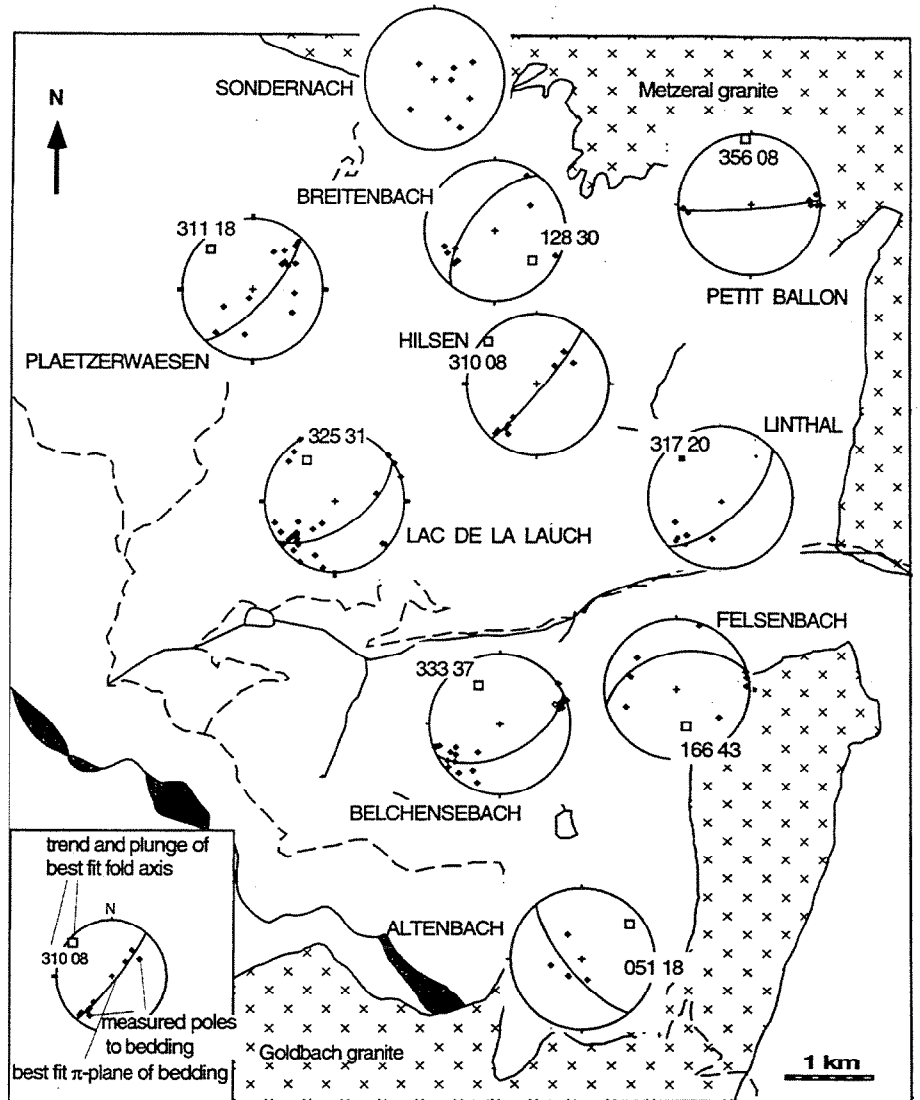 SONDERNACH
Metzeral granite
N
356 08
BREITENBACH
311 18
128 30
PETIT BALLON
HILSEN
310 08
PLAETZERWAESEN
LINTHAL
325 31
317 20
LAC DE LA LAUCH
FELSENBACH
333 37
166 43
BELCHENSEBACH
trend and plunge of
best fit fold axis
N
310 08
measured poles
to bedding
best fit π-plane of bedding
ALTENBACH
051 18
Goldbach granite
1 km